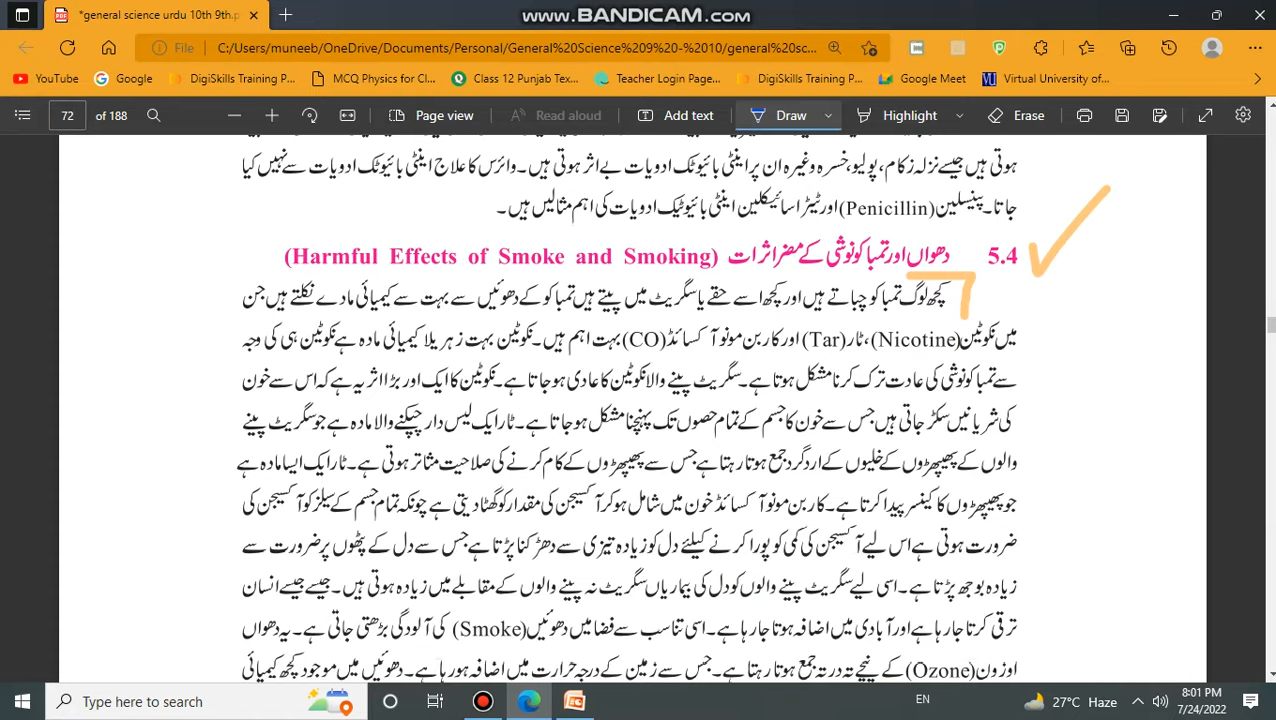 *general science urdu 10th 9th.p
www.BANDICAM.com
File C:/Users/muneeb/OneDrive/Documents/Personal/General%20Science%209%20-%2010/general%20sc...
YouTube Google DigiSkills Training P... MCQ Physics for Cl... Class 12 Punjab Tex... Teacher Login Page... DigiSkills Training P... Google Meet VU Virtual University of...
72 of 188 Page view Read aloud Add text Draw Highlight Erase
ہوتی ہیں جیسے نزلہ زکام، پولیو، خسرہ وغیرہ ان پر اینٹی بائیوٹک ادویات بے اثر ہوتی ہیں۔ وائرس کا علاج اینٹی بائیوٹک ادویات سے نہیں کیا
جاتا۔ پینسلین (Penicillin) اور ٹیٹراسائیکلین اینٹی بائیوٹیک ادویات کی اہم مثالیں ہیں۔
5.4 دھواں اور تمباکو نوشی کے مضر اثرات (Harmful Effects of Smoke and Smoking)
کچھ لوگ تمباکو چباتے ہیں اور کچھ اسے حقے یا سگریٹ میں پیتے ہیں تمباکو کے دھوئیں سے بہت سے کیمیائی مادے نکلتے ہیں جن
میں نکوٹین (Nicotine)، ٹار (Tar) اور کاربن مونو آکسائڈ (CO) بہت اہم ہیں۔ نکوٹین بہت زہریلا کیمیائی مادہ ہے نکوٹین ہی کی وجہ
سے تمباکو نوشی کی عادت ترک کرنا مشکل ہوتا ہے۔ سگریٹ پینے والا نکوٹین کا عادی ہو جاتا ہے۔ نکوٹین کا ایک اور بڑا اثر یہ ہے کہ اس سے خون
کی شریانیں سکڑ جاتی ہیں جس سے خون کا جسم کے تمام حصوں تک پہنچنا مشکل ہو جاتا ہے۔ ٹار ایک لیس دار چپکنے والا مادہ ہے جو سگریٹ پینے
والوں کے پھیپھڑوں کے خلیوں کے ارد گرد جمع ہوتا رہتا ہے جس سے پھیپھڑوں کے کام کرنے کی صلاحیت متاثر ہوتی ہے۔ ٹار ایک ایسا مادہ ہے
جو پھیپھڑوں کا کینسر پیدا کرتا ہے۔ کاربن مونو آکسائڈ خون میں شامل ہو کر آکسیجن کی مقدار کو گھٹا دیتی ہے چونکہ تمام جسم کے سیلز کو آکسیجن کی
ضرورت ہوتی ہے اس لیے آکسیجن کی کمی کو پورا کرنے کیلئے دل کو زیادہ تیزی سے دھڑکنا پڑتا ہے جس سے دل کے پٹھوں پر ضرورت سے
زیادہ بوجھ پڑتا ہے۔ اسی لیے سگریٹ پینے والوں کو دل کی بیماریاں سگریٹ نہ پینے والوں کے مقابلے میں زیادہ ہوتی ہیں۔ جیسے جیسے انسان
ترقی کرتا جا رہا ہے اور آبادی میں اضافہ ہوتا جا رہا ہے۔ اسی تناسب سے فضا میں دھوئیں (Smoke) کی آلودگی بڑھتی جاتی ہے۔ یہ دھواں
اوزون (Ozone) کے نیچے تہ در تہ جمع ہوتا رہتا ہے۔ جس سے زمین کے درجہ حرارت میں اضافہ ہو رہا ہے۔ دھوئیں میں موجود کچھ کیمیائی
Type here to search EN 27°C Haze 8:01 PM
7/24/2022